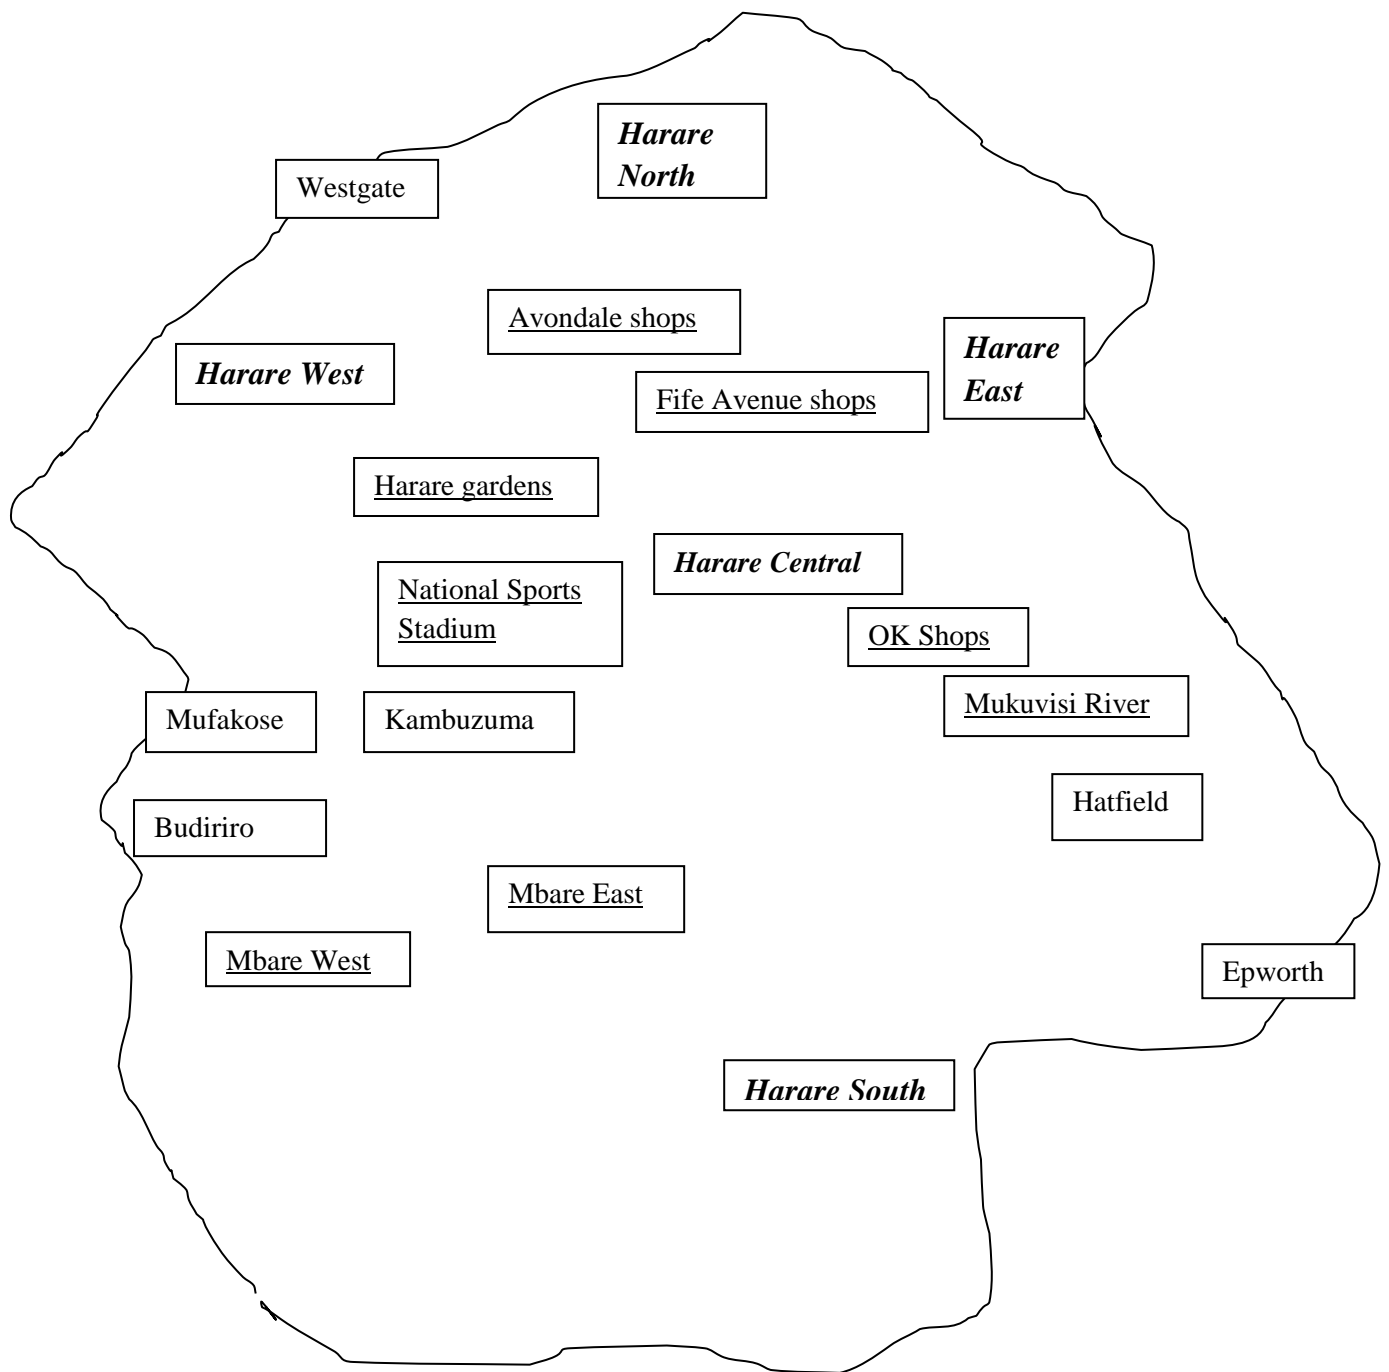 Harare
North
Westgate
Avondale shops
Harare
East
Harare West
Fife Avenue shops
Harare gardens
Harare Central
National Sports
Stadium
OK Shops
Mukuvisi River
Mufakose
Kambuzuma
Hatfield
Budiriro
Mbare East
Mbare West
Epworth
Harare South